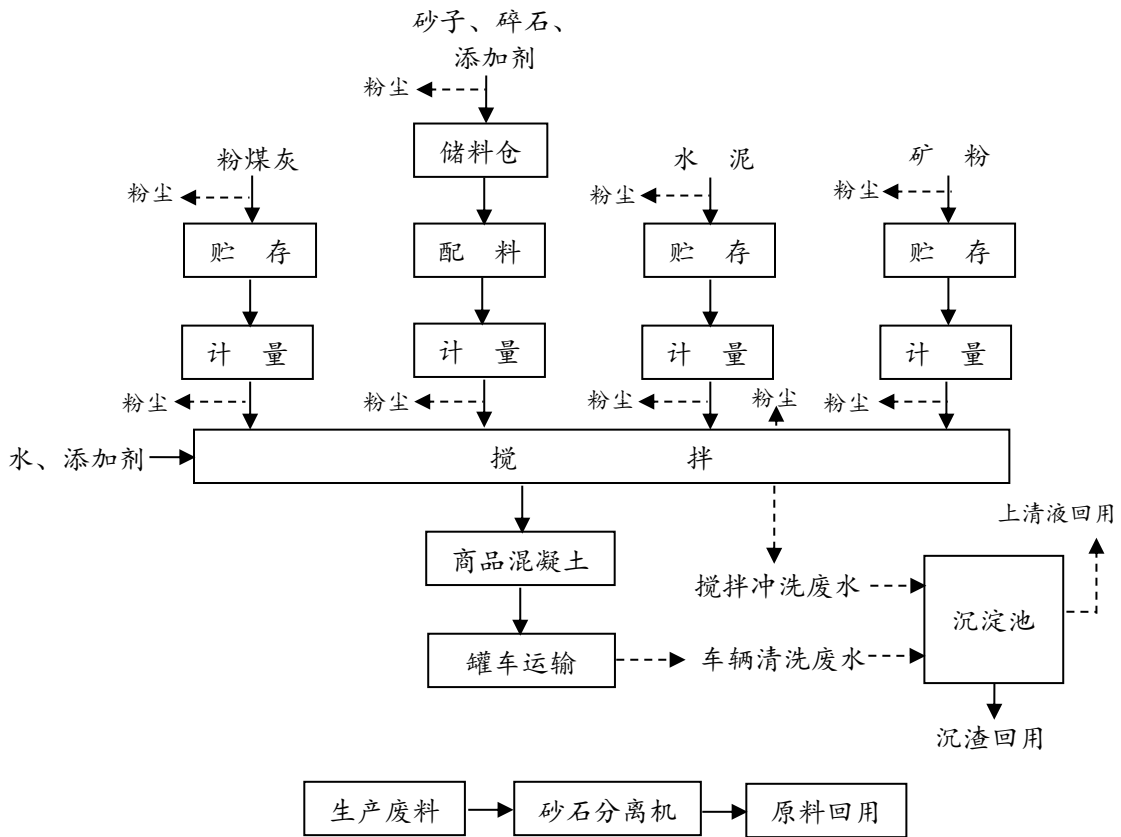 砂子、碎石、
添加剂
粉尘
储料仓
粉煤灰
水 泥
矿 粉
粉尘
粉尘
粉尘
贮 存
配 料
贮 存
贮 存
计 量
计 量
计 量
计 量
粉尘
粉尘
粉尘
粉尘
粉尘
水、添加剂
搅 拌
上清液回用
商品混凝土
搅拌冲洗废水
沉淀池
罐车运输
车辆清洗废水
沉渣回用
生产废料
砂石分离机
原料回用